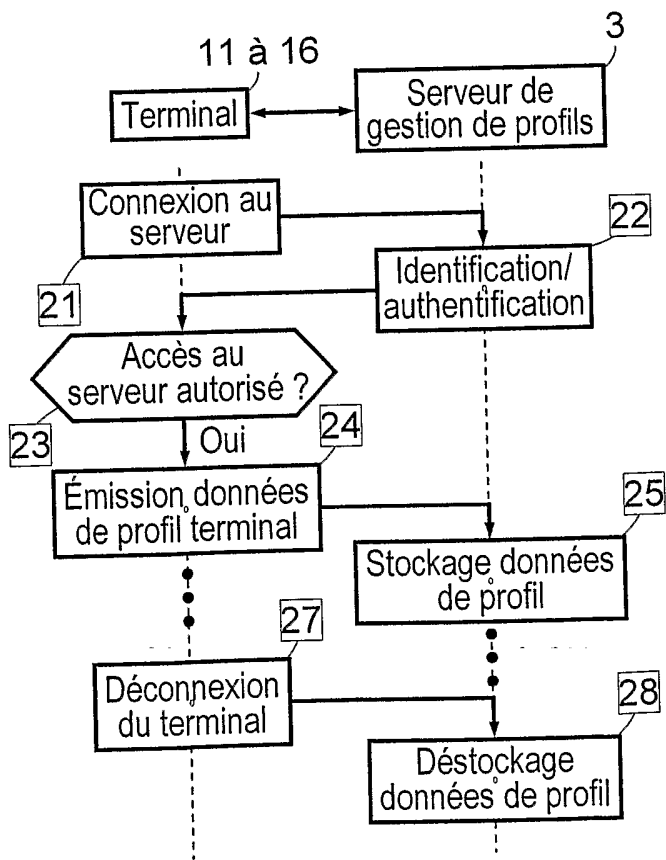 11 à 16
3
Terminal
Serveur de
gestion de profils
Connexion au
serveur
21
22
Identification/
authentification
Accès au
serveur autorisé ?
23
Oui
24
Émission données
de profil terminal
25
Stockage données
de profil
27
Déconnexion
du terminal
28
Déstockage
données de profil